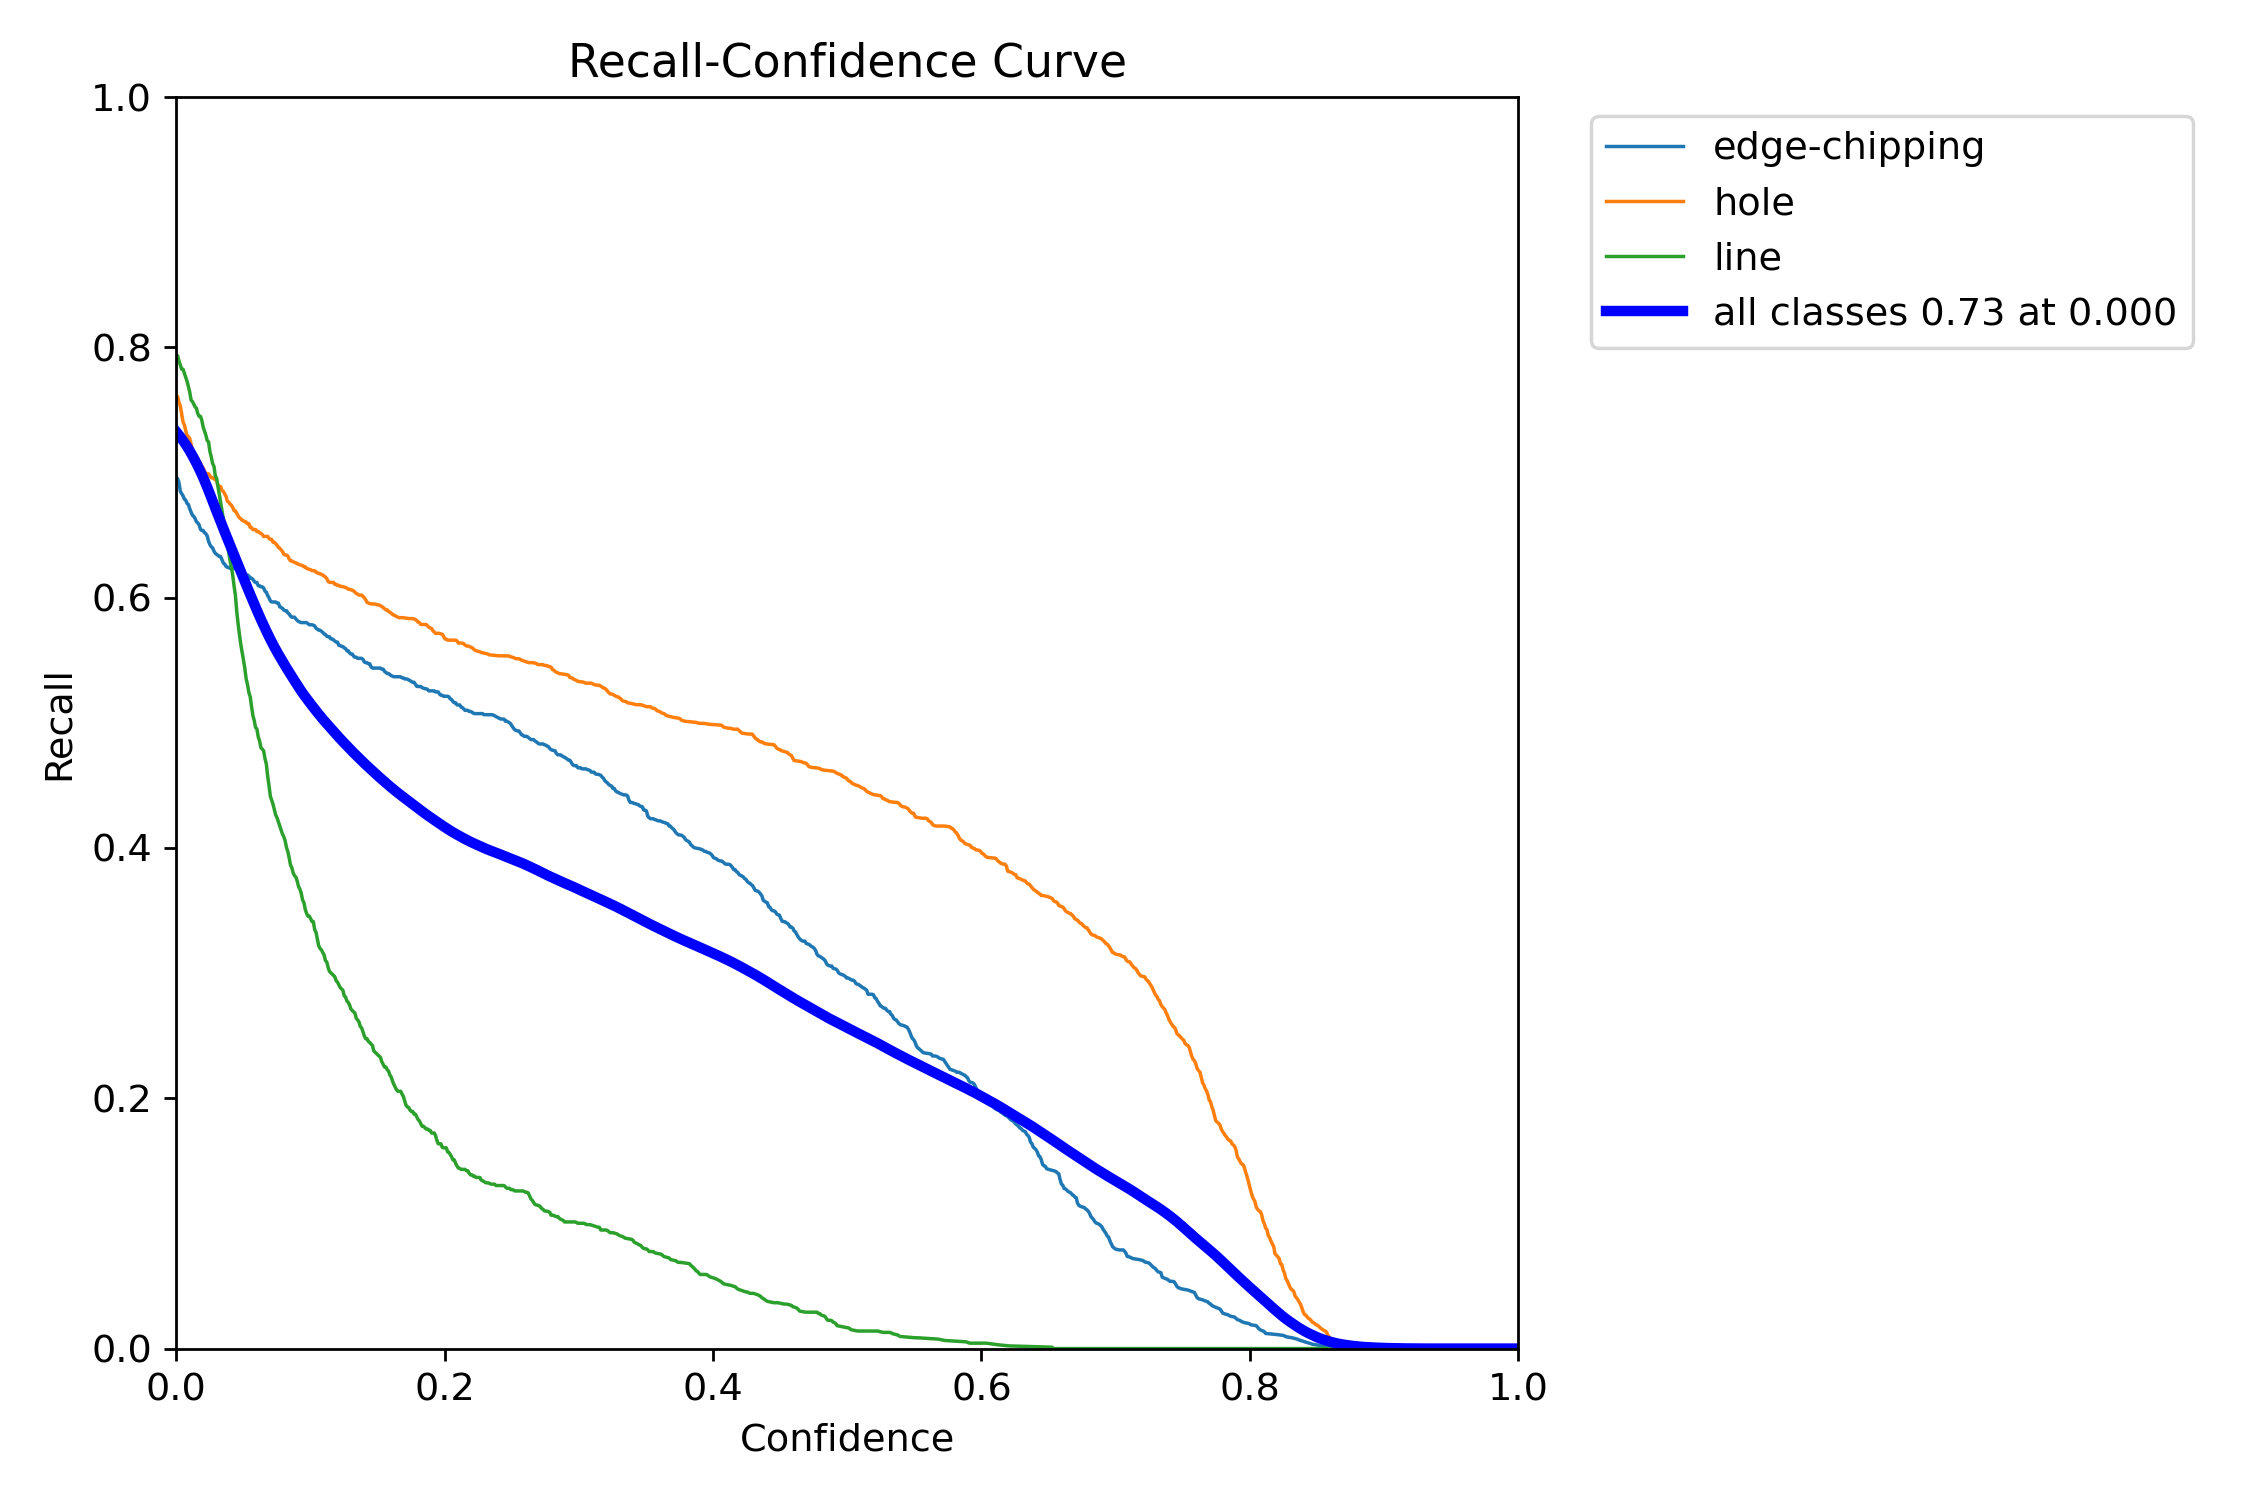 Recall-Confidence Curve
1.0
0.8
0.6
0.4
0.2
0.0
Recall
0.0 0.2 0.4 0.6 0.8 1.0
Confidence
edge-chipping
hole
line
all classes 0.73 at 0.000